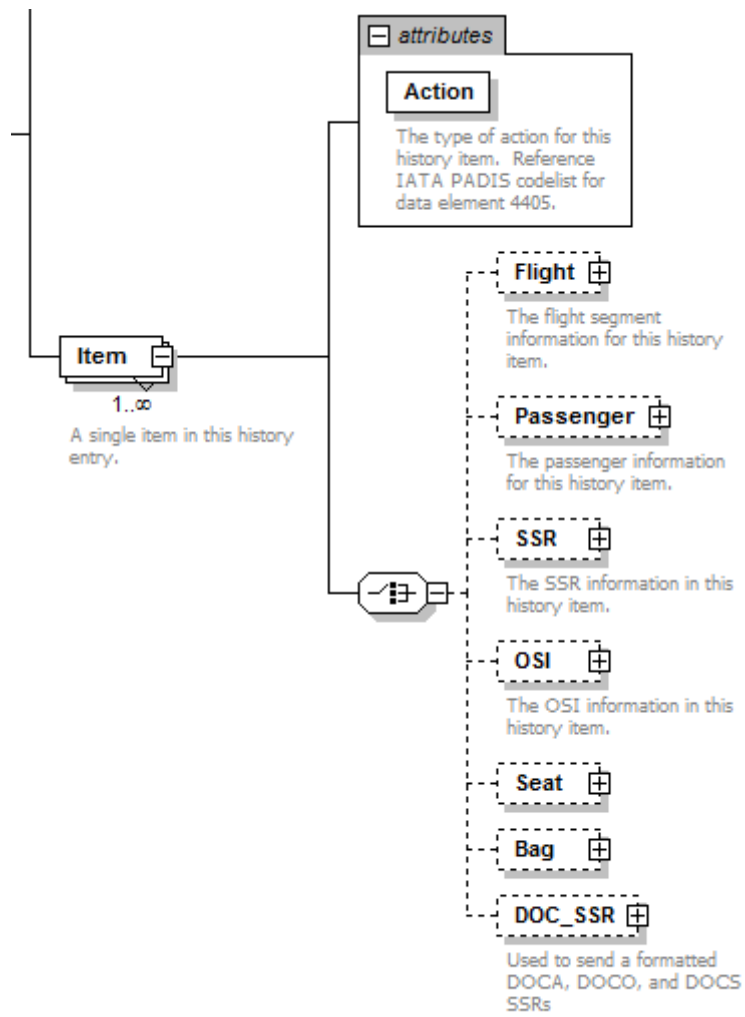 attributes
Action
The type of action for this
history item.  Reference
IATA PADIS codelist for
data element 4405.
Item
1..∞
A single item in this history
entry.
Flight
The flight segment
information for this history
item.
Passenger
The passenger information
for this history item.
SSR
The SSR information in this
history item.
OSI
The OSI information in this
history item.
Seat
Bag
DOC_SSR
Used to send a formatted
DOCA, DOCO, and DOCS
SSRs